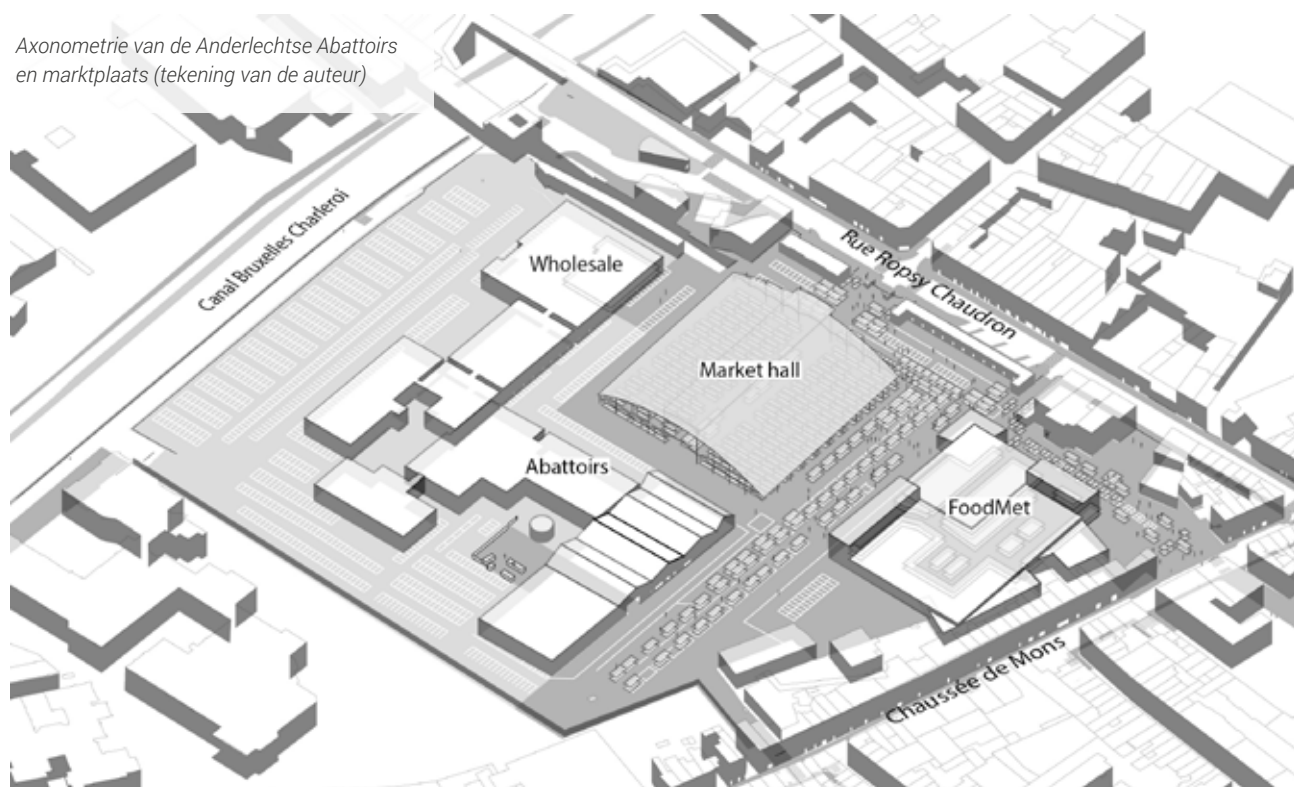 Axonometrie van de Anderlechtse Abattoirs
en marktplaats (tekening van de auteur)
Canal Bruxelles Charleroi
Wholesale
Rue Ropsy Chaudron
Market hall
Abattoirs
FoodMet
Chaussée de Mons